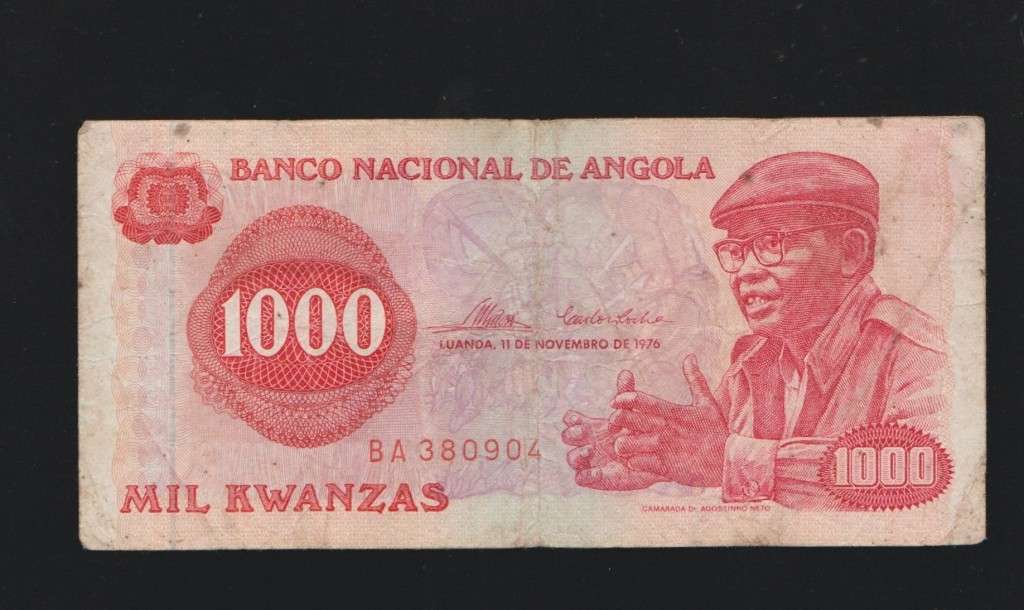 BANCO NACIONAL DE ANGOLA
1000
LUANDA, 11 DE NOVEMBRO DE 1976
BA 380904
MIL KWANZAS
1000
CAMARADA Dr. AGOSTINHO NETO